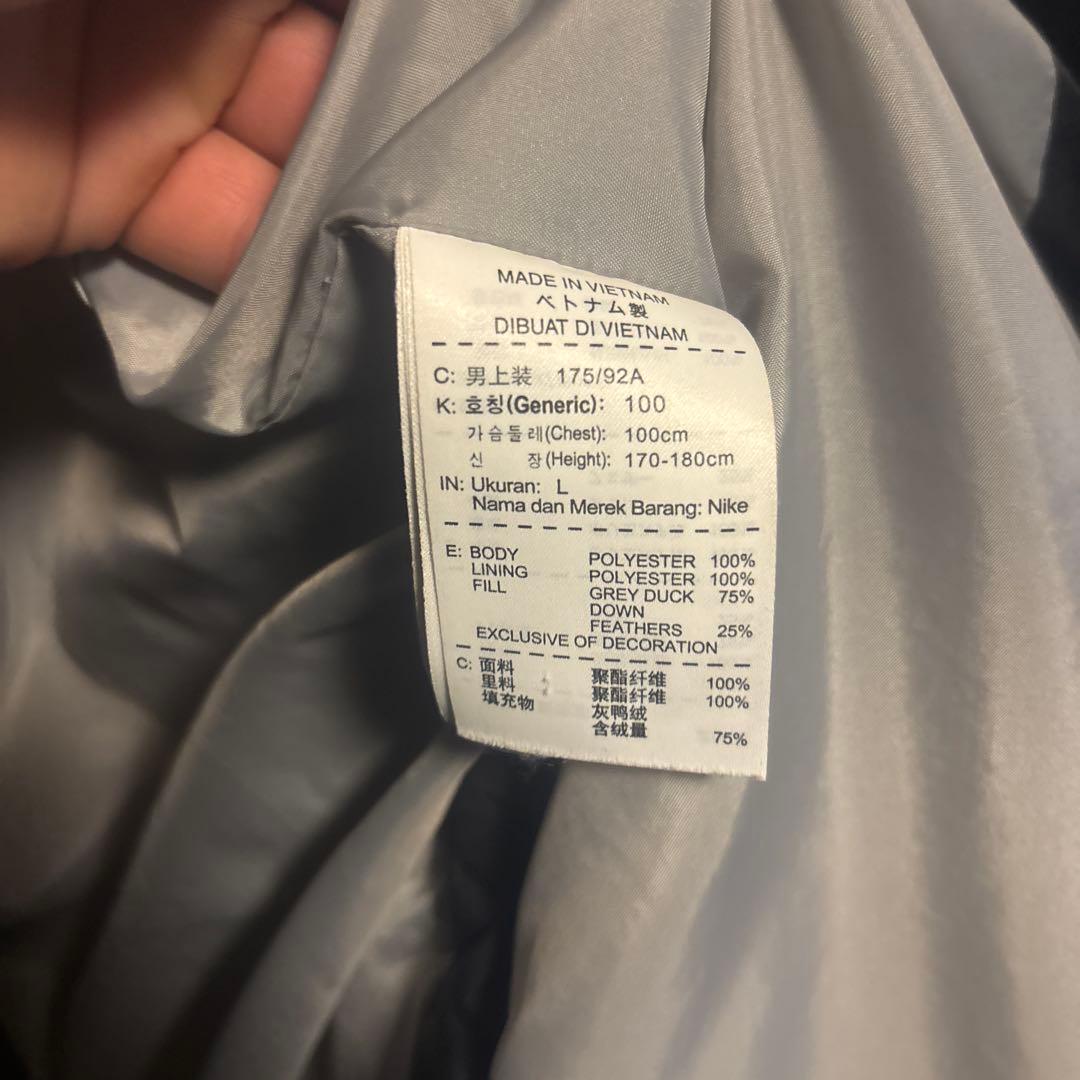 MADE IN VIETNAM
ベトナム製
DIBUAT DI VIETNAM
C: 男上装 175/92A
K: 호칭(Generic): 100
가슴둘레(Chest): 100cm
신 장(Height): 170-180cm
IN: Ukuran: L
Nama dan Merek Barang: Nike
E: BODY POLYESTER 100%
LINING POLYESTER 100%
FILL GREY DUCK 75%
DOWN
FEATHERS 25%
EXCLUSIVE OF DECORATION
C: 面料 聚酯纤维 100%
里料 聚酯纤维 100%
填充物 灰鸭绒
含绒量 75%